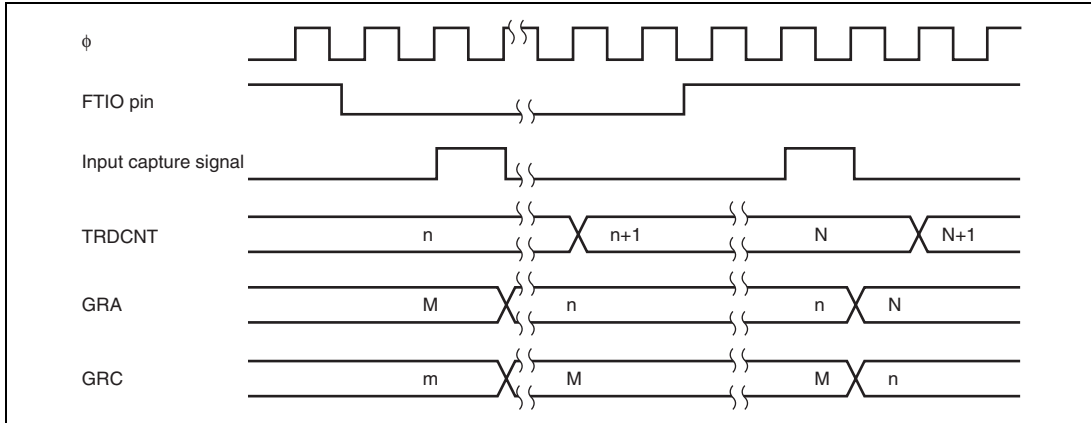 ϕ
FTIO pin
Input capture signal
TRDCNT n n+1 N N+1
GRA M n n N
GRC m M M n